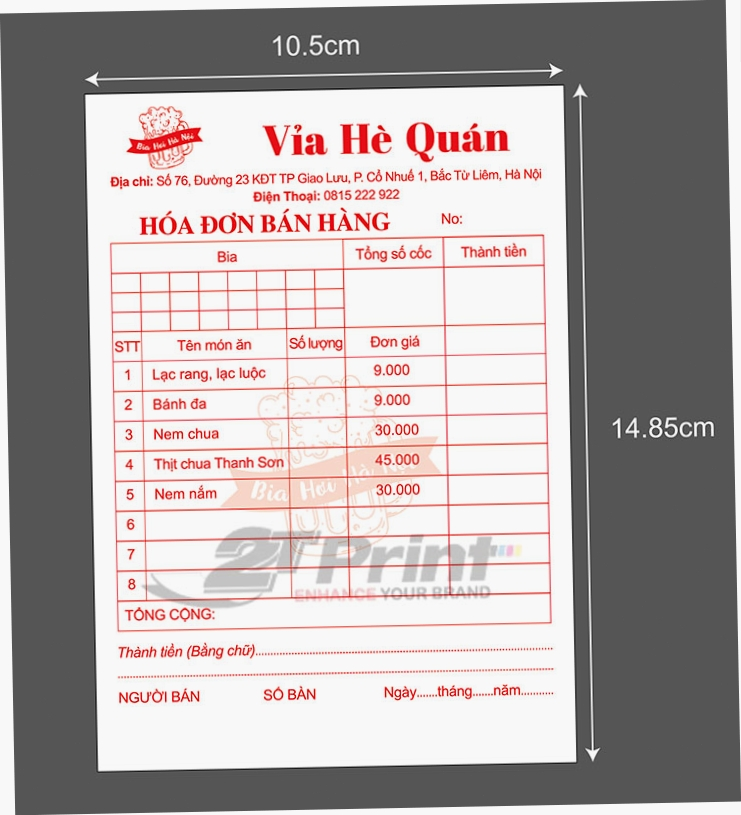 10.5cm
Bia Hơi Hà Nội
Vỉa Hè Quán
Địa chỉ: Số 76, Đường 23 KĐT TP Giao Lưu, P. Cổ Nhuế 1, Bắc Từ Liêm, Hà Nội
Điện Thoại: 0815 222 922
HÓA ĐƠN BÁN HÀNG No:
Bia Tổng số cốc Thành tiền
STT Tên món ăn Số lượng Đơn giá
1 Lạc rang, lạc luộc 9.000
2 Bánh đa 9.000
3 Nem chua 30.000
14.85cm
4 Thịt chua Thanh Sơn 45.000
Bia Hơi Hà Nội
5 Nem nắm 30.000
6
7
2TPrint
8
ENHANCE YOUR BRAND
TỔNG CỘNG:
Thành tiền (Bằng chữ)
NGƯỜI BÁN SỐ BÀN Ngày.......tháng.......năm...........